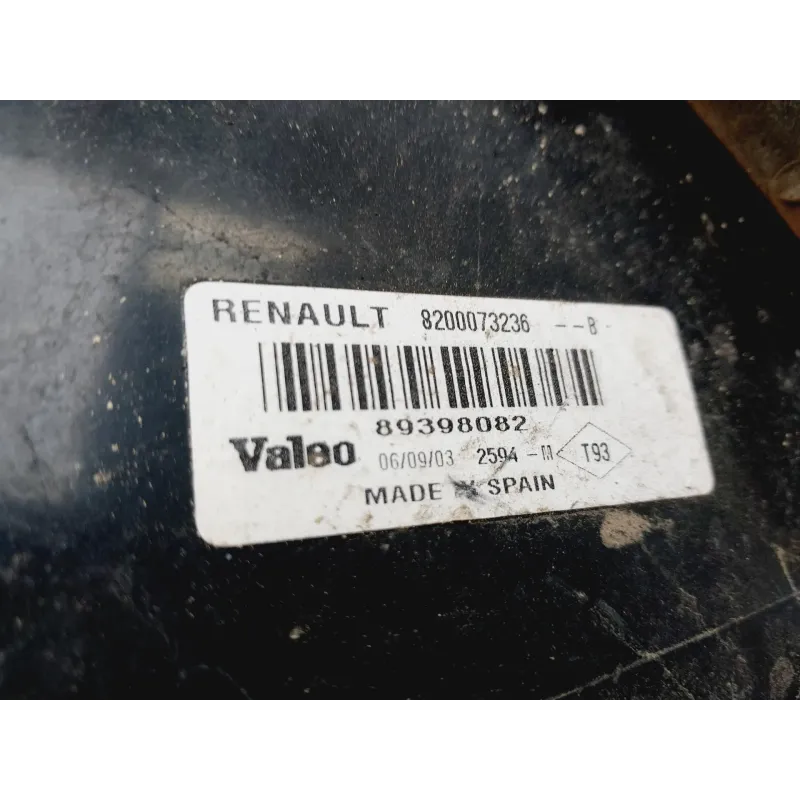 RENAULT 8200073236 --B-
89398082
Valeo 06/09/03 2594-M T93
MADE IN SPAIN